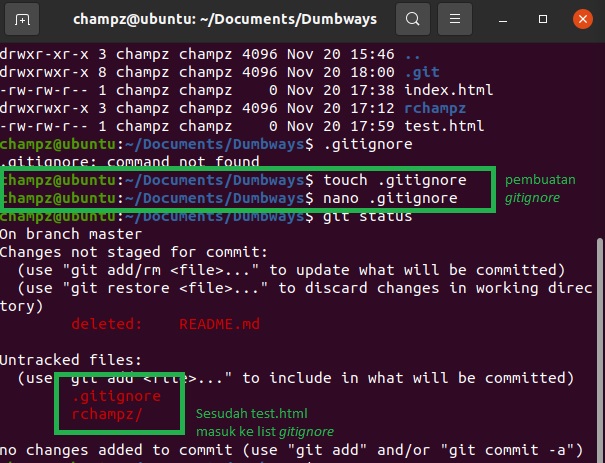 champz@ubuntu: ~/Documents/Dumbways
drwxr-xr-x 3 champz champz 4096 Nov 20 15:46 ..
drwxrwxr-x 8 champz champz 4096 Nov 20 18:00 .git
-rw-rw-r-- 1 champz champz    0 Nov 20 17:38 index.html
drwxrwxr-x 3 champz champz 4096 Nov 20 17:12 rchampz
-rw-rw-r-- 1 champz champz    0 Nov 20 17:59 test.html
champz@ubuntu:~/Documents/Dumbways$ .gitignore
.gitignore: command not found
champz@ubuntu:~/Documents/Dumbways$ touch .gitignore
champz@ubuntu:~/Documents/Dumbways$ nano .gitignore
pembuatan
gitignore
champz@ubuntu:~/Documents/Dumbways$ git status
On branch master
Changes not staged for commit:
  (use "git add/rm <file>..." to update what will be committed)
  (use "git restore <file>..." to discard changes in working direc
tory)
        deleted:    README.md
Untracked files:
  (use "git add <file>..." to include in what will be committed)
        .gitignore
        rchampz/
Sesudah test.html
masuk ke list gitignore
no changes added to commit (use "git add" and/or "git commit -a")